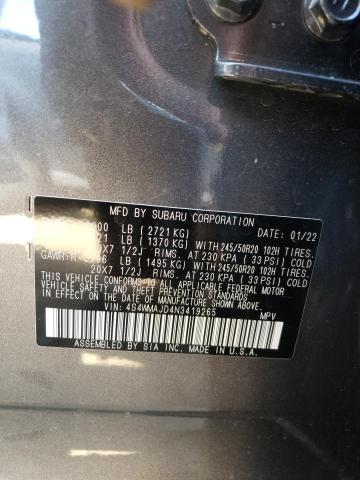 MFD BY SUBARU CORPORATION 01/22
LB (2721 KG)
LB (1370 KG) WITH 245/50R20 102H TIRES.
7 1/2J RIMS. AT 230 KPA (33 PSI) COLD
GAWR: LB (1495 KG) WITH 245/50R20 102H TIRES.
20X7 1/2J RIMS. AT 230 KPA (33 PSI) COLD
THIS VEHICLE CONFORMS TO ALL APPLICABLE FEDERAL MOTOR
VEHICLE SAFETY, BUMPER, AND THEFT PREVENTION STANDARDS
IN EFFECT ON THE DATE OF MANUFACTURE SHOWN ABOVE.
VIN: 4S4WMAJD4N3419265 MPV
ASSEMBLED BY SIA INC. IN U.S.A.